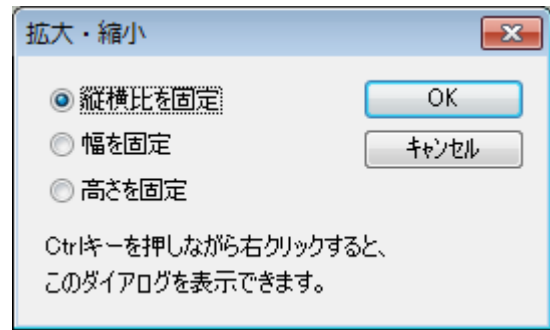 拡大・縮小
縦横比を固定
OK
幅を固定
キャンセル
高さを固定
Ctrlキーを押しながら右クリックすると、
このダイアログを表示できます。